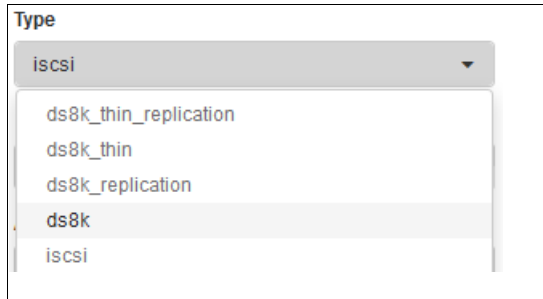 Type
iscsi
ds8k_thin_replication
ds8k_thin
ds8k_replication
ds8k
iscsi